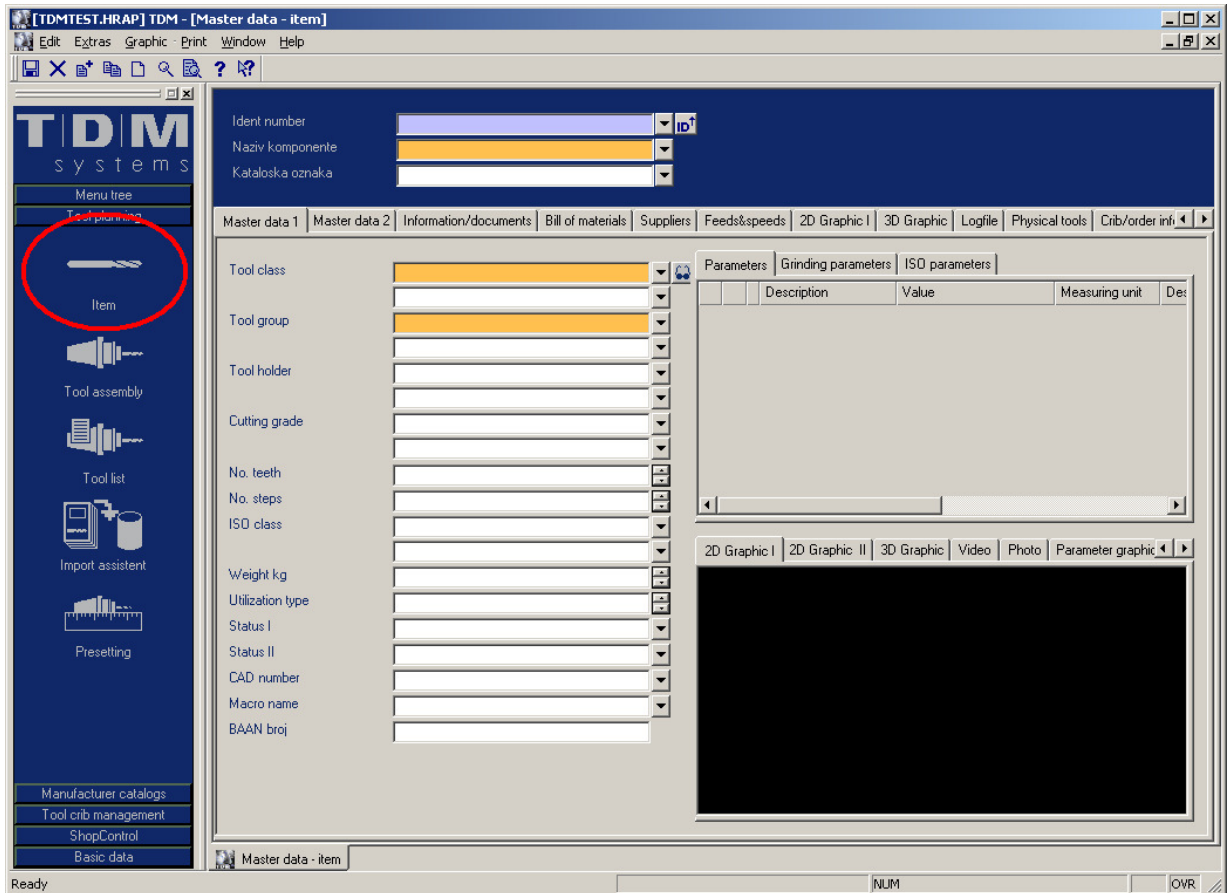 [TDMTEST.HRAP] TDM - [Master data - item]
Edit Extras Graphic Print Window Help
TDM
systems
Menu tree
Tool planning
Item
Tool assembly
Tool list
Import assistent
Presetting
Manufacturer catalogs
Tool crib management
ShopControl
Basic data
Ident number
ID
Naziv komponente
Kataloska oznaka
Master data 1 Master data 2 Information/documents Bill of materials Suppliers Feeds&speeds 2D Graphic I 3D Graphic Logfile Physical tools Crib/order inf
Tool class
Tool group
Tool holder
Cutting grade
No. teeth
No. steps
ISO class
Weight kg
Utilization type
Status I
Status II
CAD number
Macro name
BAAN broj
Parameters Grinding parameters ISO parameters
Description Value Measuring unit Des
2D Graphic I 2D Graphic II 3D Graphic Video Photo Parameter graphic
Master data - item
Ready NUM OVR